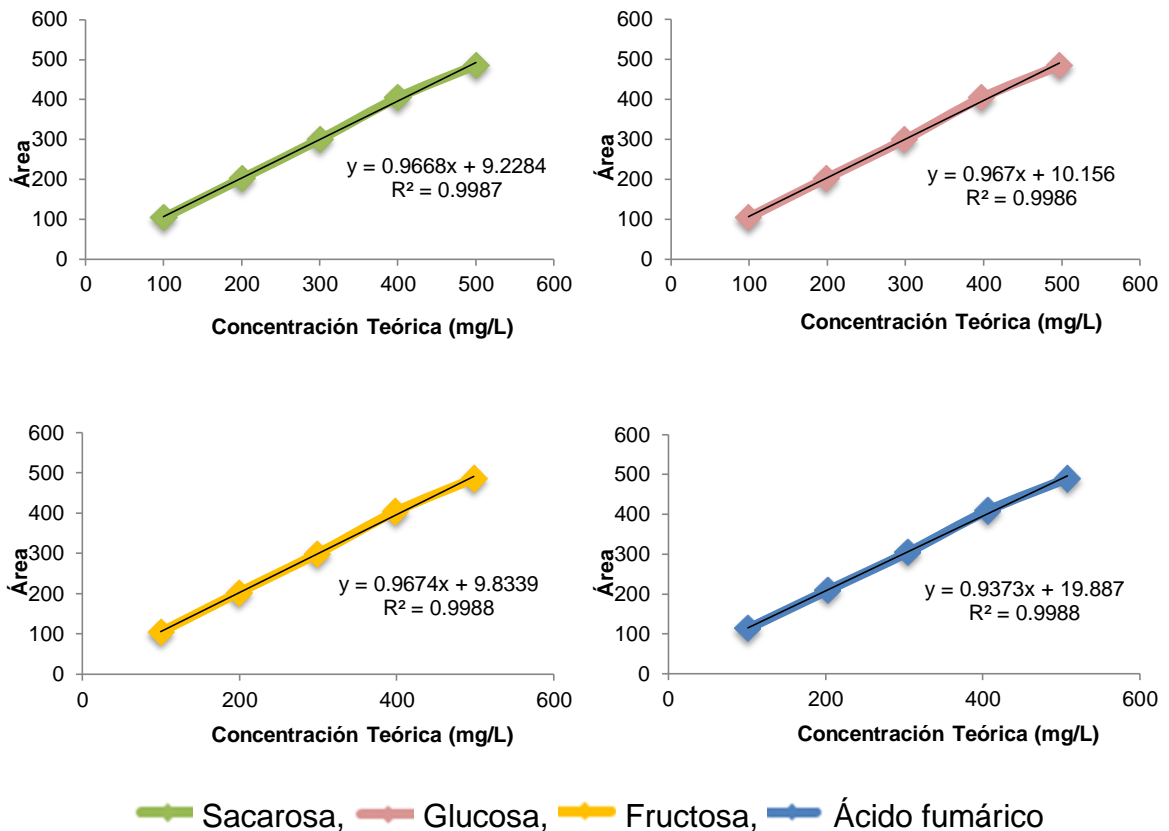 600
500
400
300
200
100
0
Área
y = 0.9668x + 9.2284
R² = 0.9987
0 100 200 300 400 500 600
Concentración Teórica (mg/L)
600
500
400
300
200
100
0
Área
y = 0.967x + 10.156
R² = 0.9986
0 100 200 300 400 500 600
Concentración Teórica (mg/L)
600
500
400
300
200
100
0
Área
y = 0.9674x + 9.8339
R² = 0.9988
0 200 400 600
Concentración Teórica (mg/L)
600
500
400
300
200
100
0
Área
y = 0.9373x + 19.887
R² = 0.9988
0 200 400 600
Concentración Teórica (mg/L)
Sacarosa, Glucosa, Fructosa, Ácido fumárico